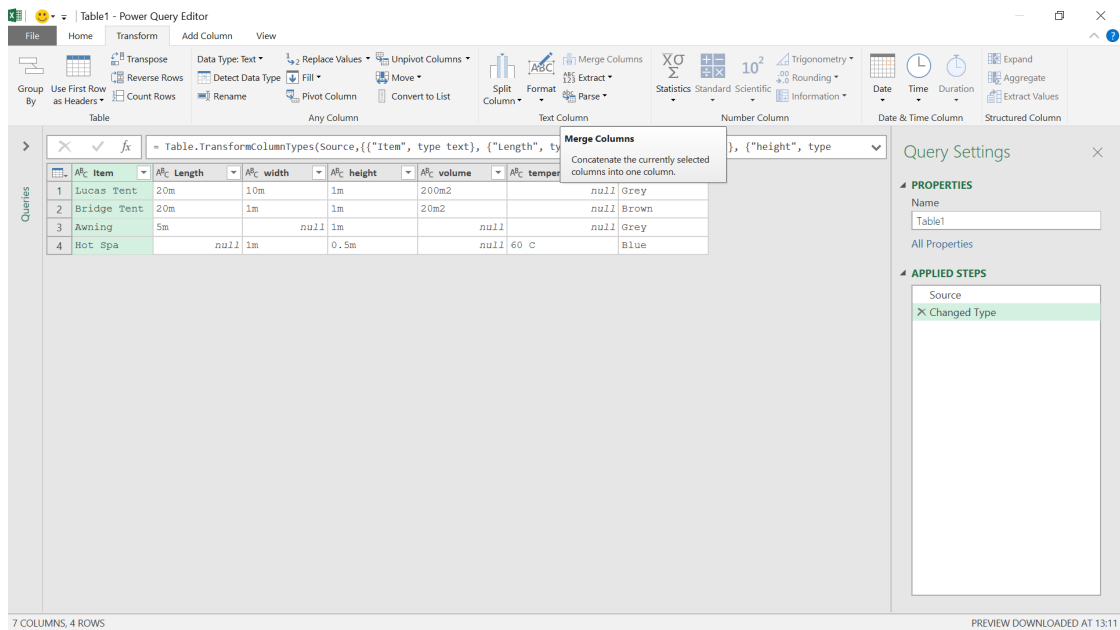 Table1 - Power Query Editor
File Home Transform Add Column View
Group By
Use First Row as Headers
Transpose
Reverse Rows
Count Rows
Table
Data Type: Text
Detect Data Type
Rename
Replace Values
Fill
Pivot Column
Unpivot Columns
Move
Convert to List
Any Column
Split Column
Format
ABC
Merge Columns
ABC 123 Extract
abc Parse
Text Column
XΣσ Statistics
Standard
10² Scientific
Trigonometry
.00 Rounding
Information
Number Column
Date
Time
Duration
Date & Time Column
Expand
Aggregate
Extract Values
Structured Column
fx = Table.TransformColumnTypes(Source,{{"Item", type text}, {"Length", ty }, {"height", type
Merge Columns
Concatenate the currently selected
columns into one column.
Queries
Item Length width height volume temper
1 Lucas Tent 20m 10m 1m 200m2 null Grey
2 Bridge Tent 20m 1m 1m 20m2 null Brown
3 Awning 5m null 1m null null Grey
4 Hot Spa null 1m 0.5m null 60 C Blue
Query Settings
PROPERTIES
Name
Table1
All Properties
APPLIED STEPS
Source
Changed Type
7 COLUMNS, 4 ROWS
PREVIEW DOWNLOADED AT 13:11